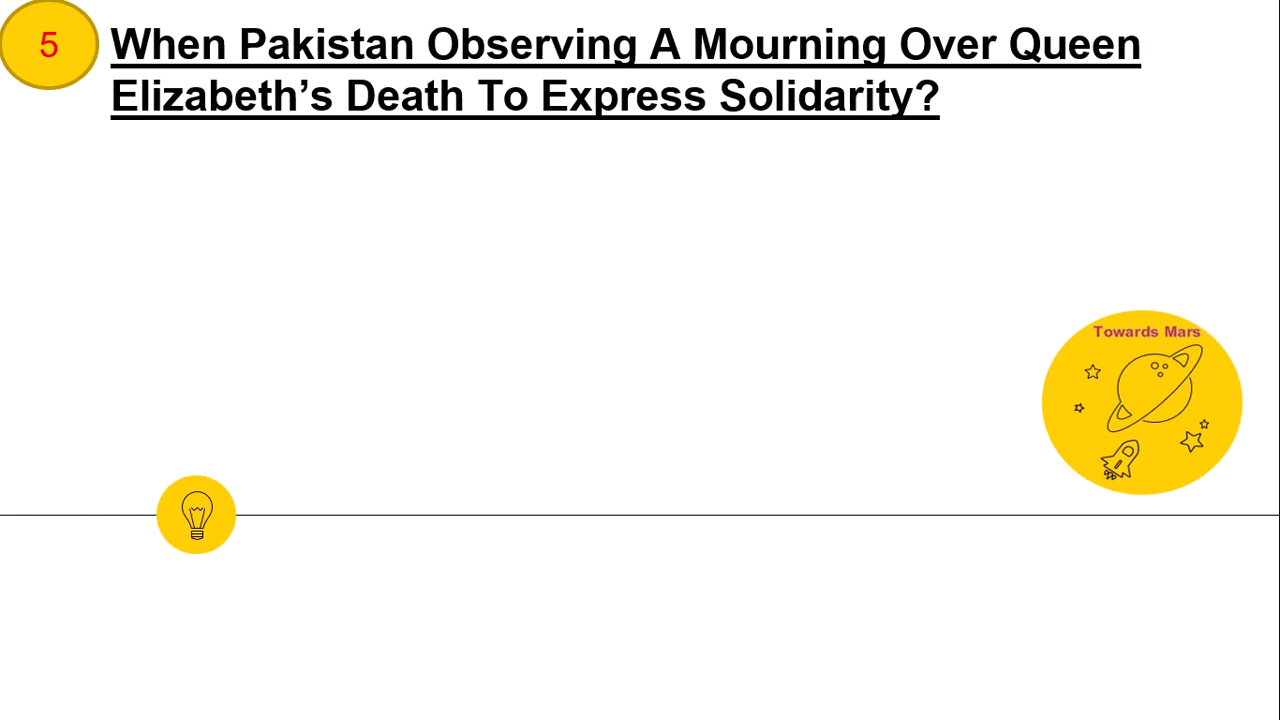 5
When Pakistan Observing A Mourning Over Queen
Elizabeth’s Death To Express Solidarity?
Towards Mars